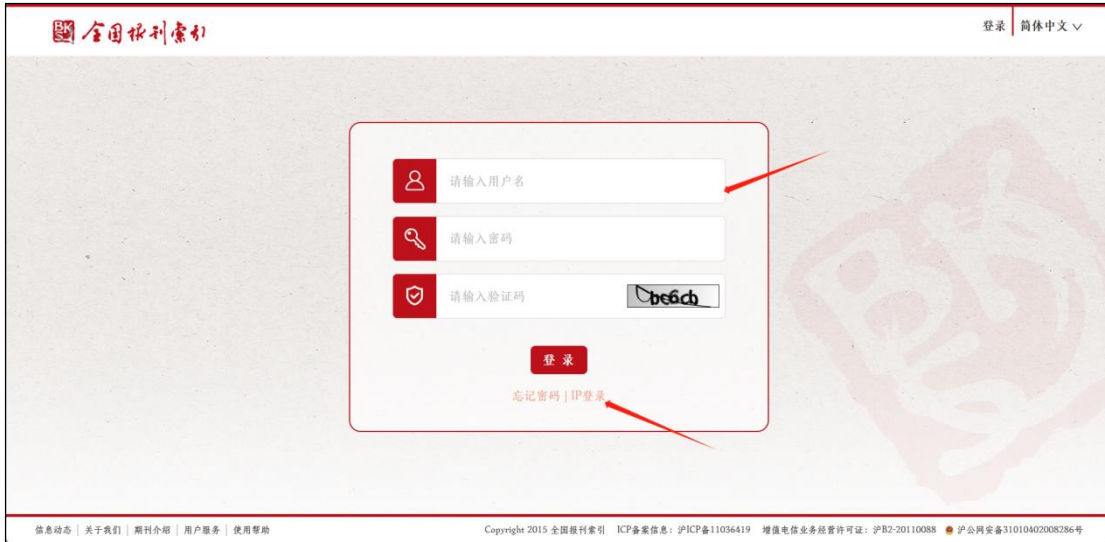 全国报刊索引
登录 简体中文
请输入用户名
请输入密码
请输入验证码
登 录
忘记密码 | IP登录
信息动态 | 关于我们 | 期刊介绍 | 用户服务 | 使用帮助
Copyright 2015 全国报刊索引 ICP备案信息: 沪ICP备11036419 增值电信业务经营许可证: 沪B2-20110088 沪公网安备31010402008286号